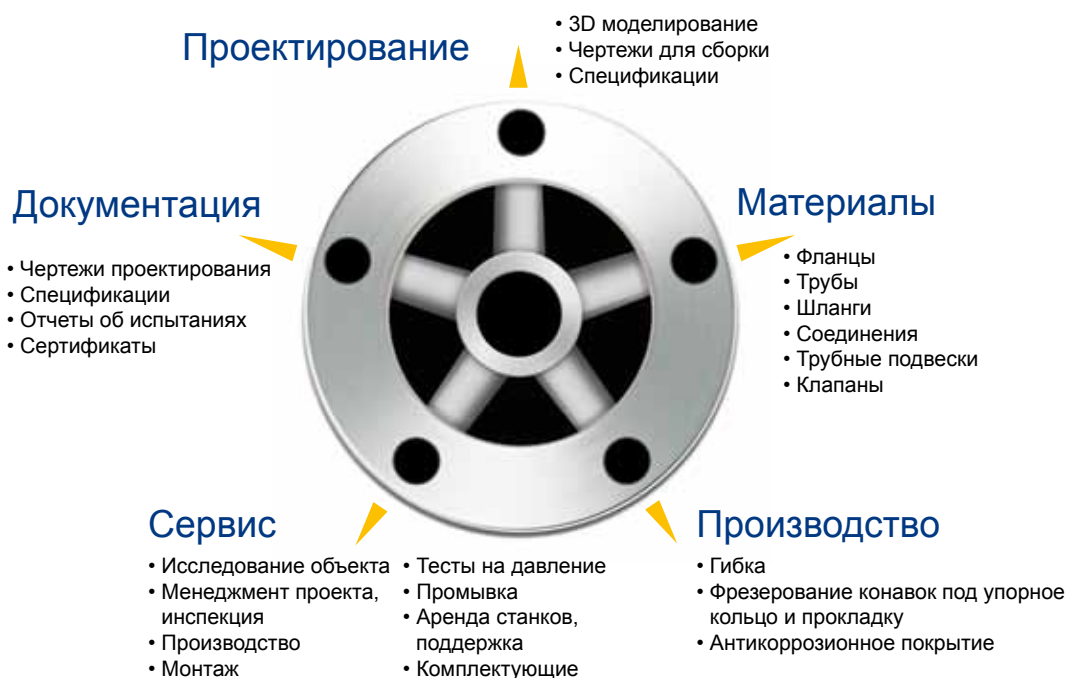 Проектирование
• 3D моделирование
• Чертежи для сборки
• Спецификации
Документация
• Чертежи проектирования
• Спецификации
• Отчеты об испытаниях
• Сертификаты
Материалы
• Фланцы
• Трубы
• Шланги
• Соединения
• Трубные подвески
• Клапаны
Сервис
• Исследование объекта
• Менеджмент проекта,
инспекция
• Производство
• Монтаж
• Тесты на давление
• Промывка
• Аренда станков,
поддержка
• Комплектующие
Производство
• Гибка
• Фрезерование конавок под упорное
кольцо и прокладку
• Антикоррозионное покрытие